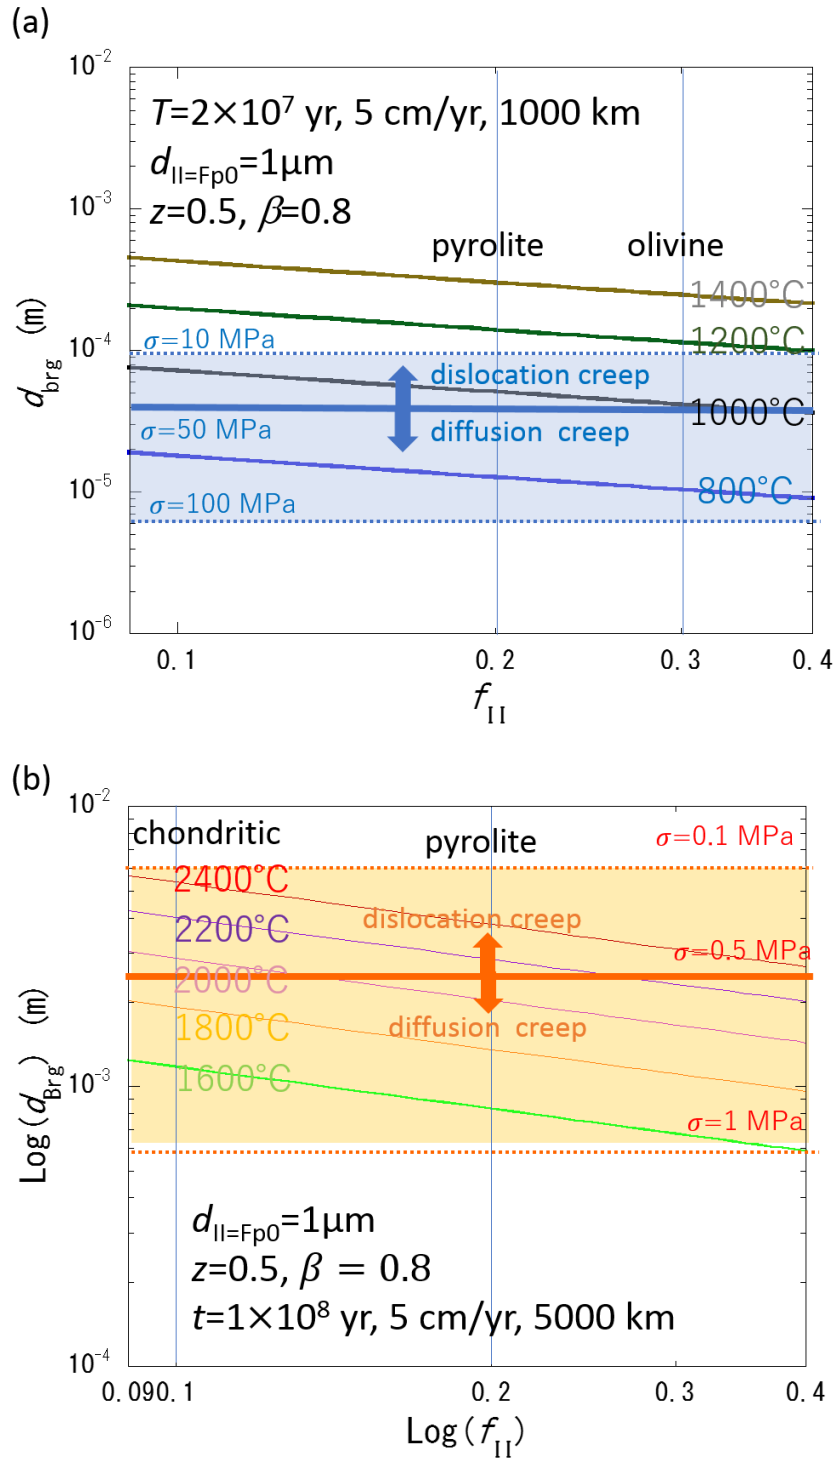 (a)
10⁻²
T=2×10⁷ yr, 5 cm/yr, 1000 km
d_II=Fp0=1μm
z=0.5, β=0.8
10⁻³
pyrolite
olivine
1400°C
d_brg (m)
σ=10 MPa
1200°C
10⁻⁴
dislocation creep
1000°C
σ=50 MPa
diffusion creep
10⁻⁵
800°C
σ=100 MPa
10⁻⁶
0.1
0.2
0.3
0.4
f_II
(b)
10⁻²
chondritic
pyrolite
σ=0.1 MPa
2400°C
dislocation creep
2200°C
σ=0.5 MPa
2000°C
diffusion creep
1800°C
Log(d_Brg) (m)
10⁻³
1600°C
σ=1 MPa
d_II=Fp0=1μm
z=0.5, β = 0.8
t=1×10⁸ yr, 5 cm/yr, 5000 km
10⁻⁴
0.09
0.1
0.2
0.3
0.4
Log(f_II)